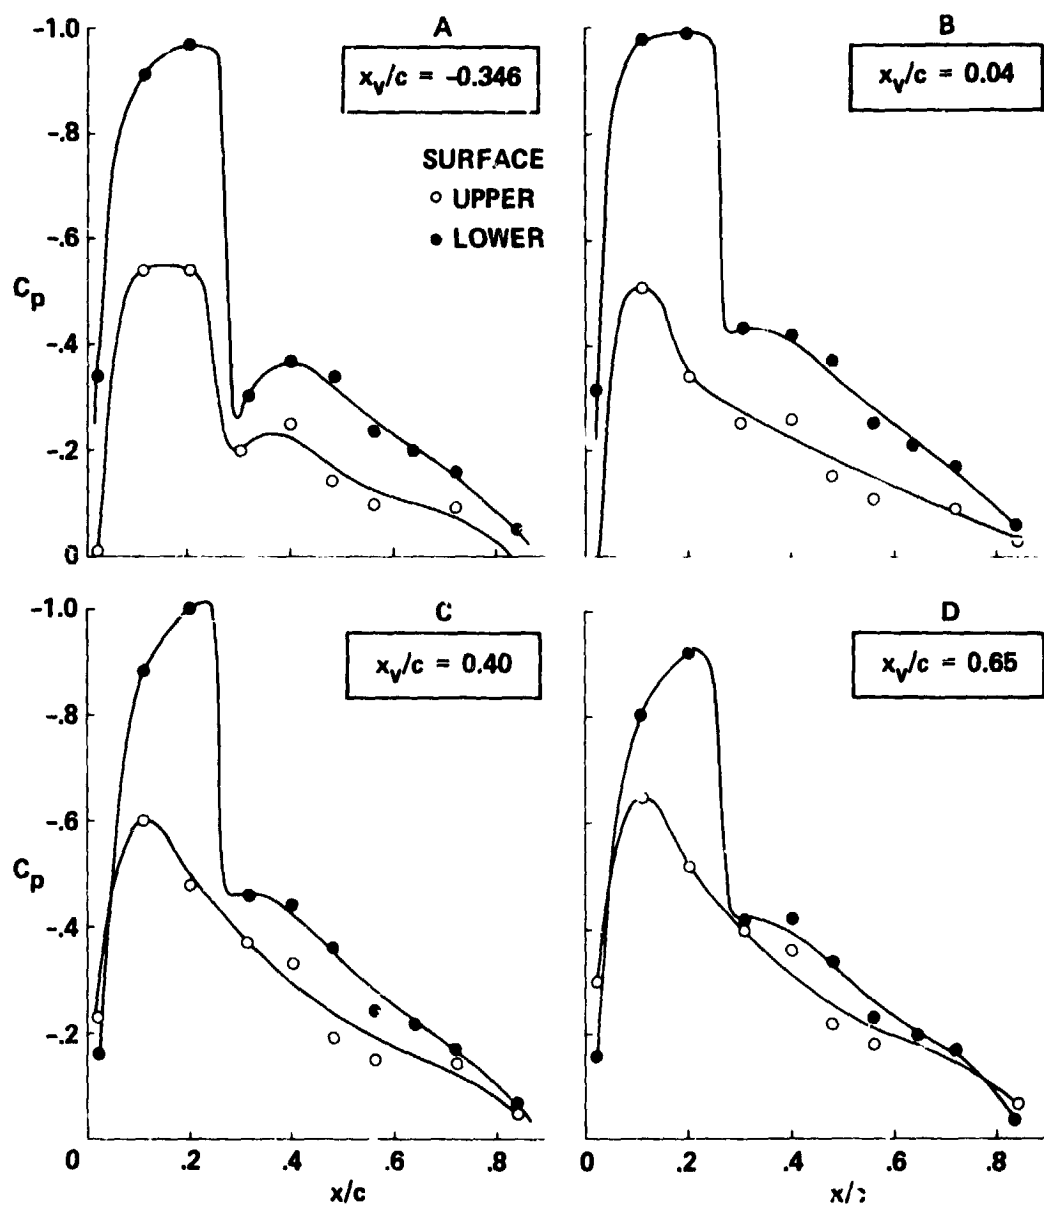 A
x_v/c = -0.346
SURFACE
UPPER
LOWER
-1.0
-.8
-.6
C_p
-.4
-.2
0
B
x_v/c = 0.04
C
x_v/c = 0.40
-1.0
-.8
-.6
C_p
-.4
-.2
0 .2 .4 .6 .8
x/c
D
x_v/c = 0.65
0 .2 .4 .6 .8